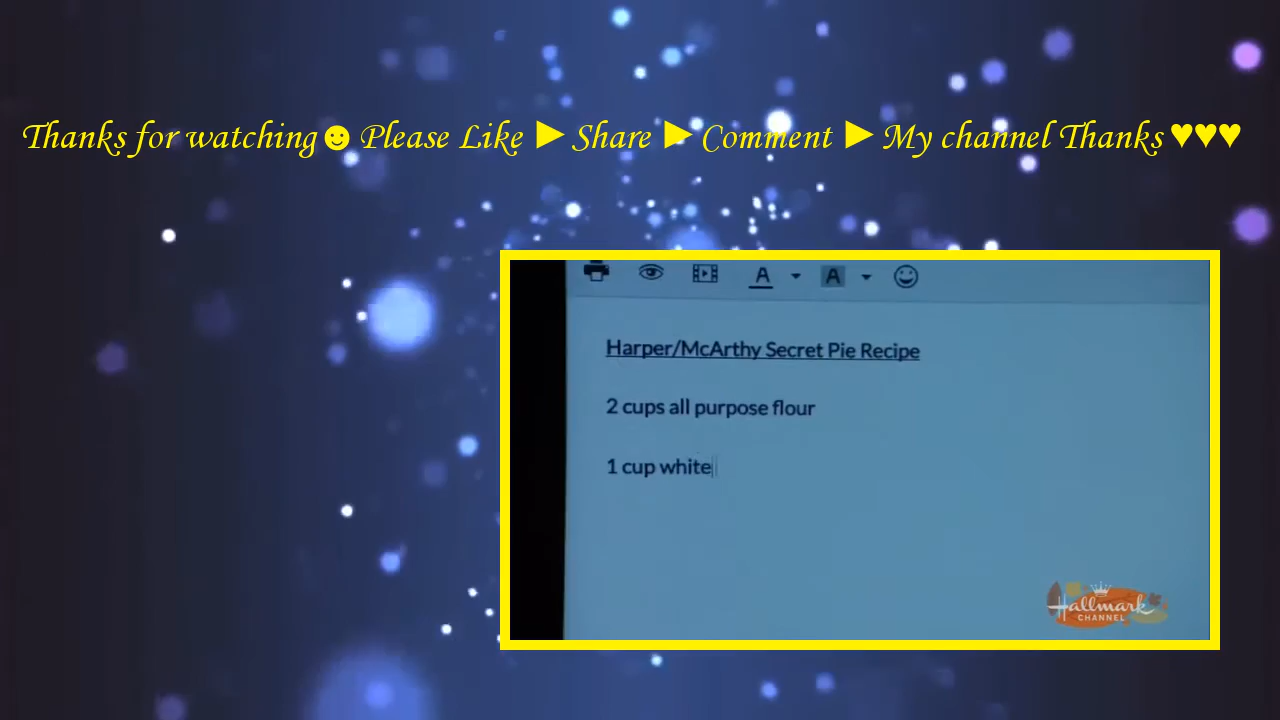 Thanks for watching☻Please Like ► Share ► Comment ► My channel Thanks ♥♥♥
A A
Harper/McArthy Secret Pie Recipe
2 cups all purpose flour
1 cup white
Hallmark
CHANNEL